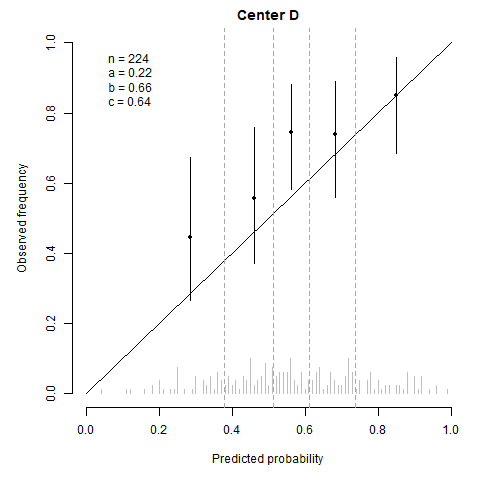 Center D
n = 224
a = 0.22
b = 0.66
c = 0.64
Observed frequency
1.0
0.8
0.6
0.4
0.2
0.0
0.0 0.2 0.4 0.6 0.8 1.0
Predicted probability